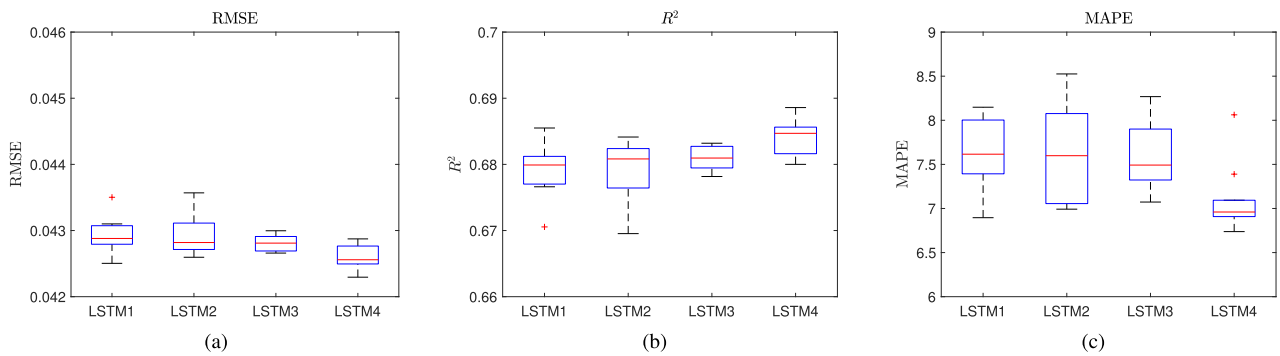 RMSE
0.046
0.045
0.044
0.043
0.042
RMSE
LSTM1 LSTM2 LSTM3 LSTM4
(a)
R²
0.7
0.69
0.68
0.67
0.66
R²
LSTM1 LSTM2 LSTM3 LSTM4
(b)
MAPE
9
8.5
8
7.5
7
6.5
6
MAPE
LSTM1 LSTM2 LSTM3 LSTM4
(c)